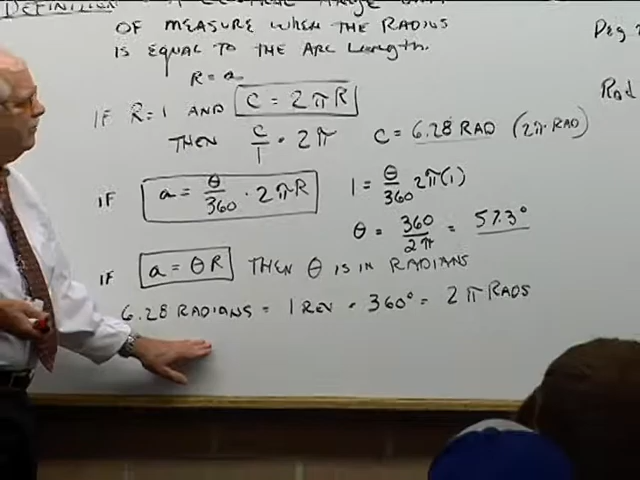 DEFINITION
OF MEASURE WHEN THE RADIUS
IS EQUAL TO THE ARC LENGTH.
R = a
IF R=1 AND C = 2πR
THEN C/1 · 2π C = 6.28 RAD (2π RAD)
IF a = θ/360 · 2πR 1 = θ/360 2π(1)
θ = 360/2π = 57.3°
IF a = θR THEN θ IS IN RADIANS
6.28 RADIANS = 1 REV = 360° = 2π RADS
Deg
Rad